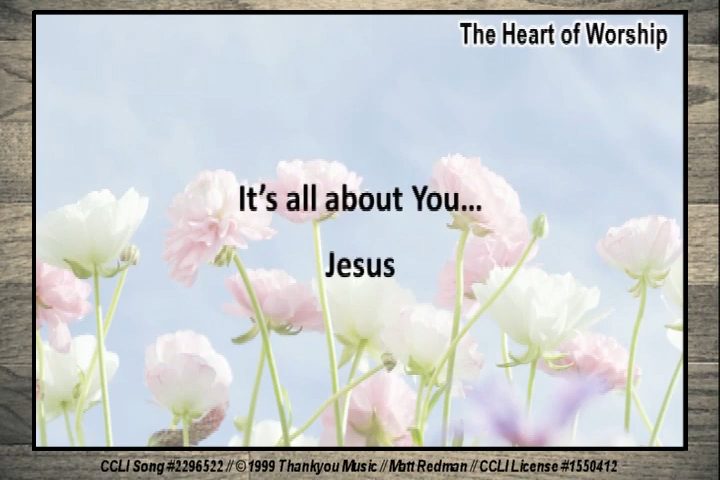 The Heart of Worship
It's all about You...
Jesus
CCLI Song #2296522 // ©1999 Thankyou Music // Matt Redman // CCLI License #1550412